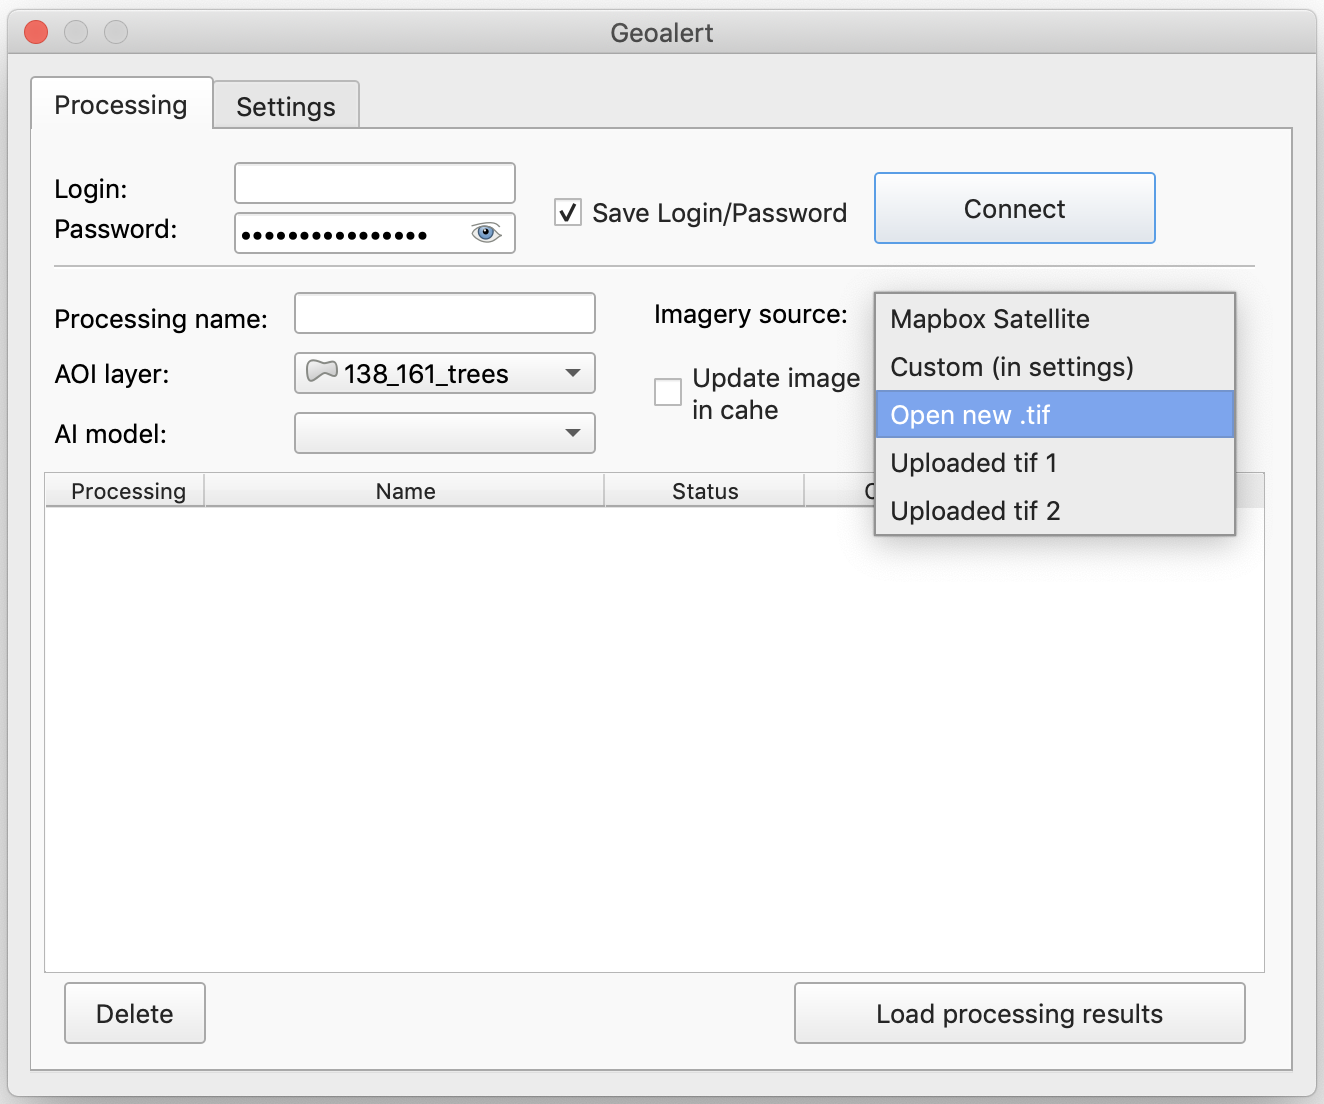 Geoalert
Processing
Settings
Login:
Password:
Save Login/Password
Connect
Processing name:
Imagery source:
Mapbox Satellite
Custom (in settings)
Open new .tif
Uploaded tif 1
Uploaded tif 2
AOI layer:
138_161_trees
Update image
in cahe
AI model:
Processing
Name
Status
Delete
Load processing results